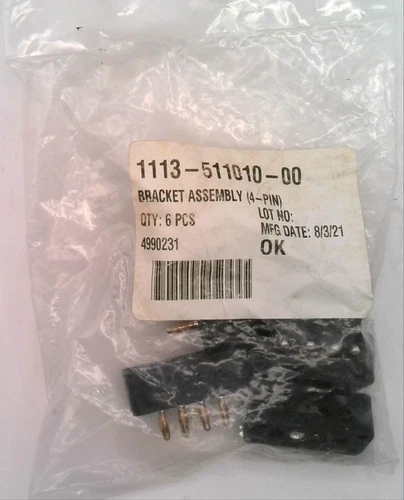 1113-511010-00
BRACKET ASSEMBLY (4-PIN)
QTY: 6 PCS
LOT NO:
MFG DATE: 8/3/21
4990231
OK